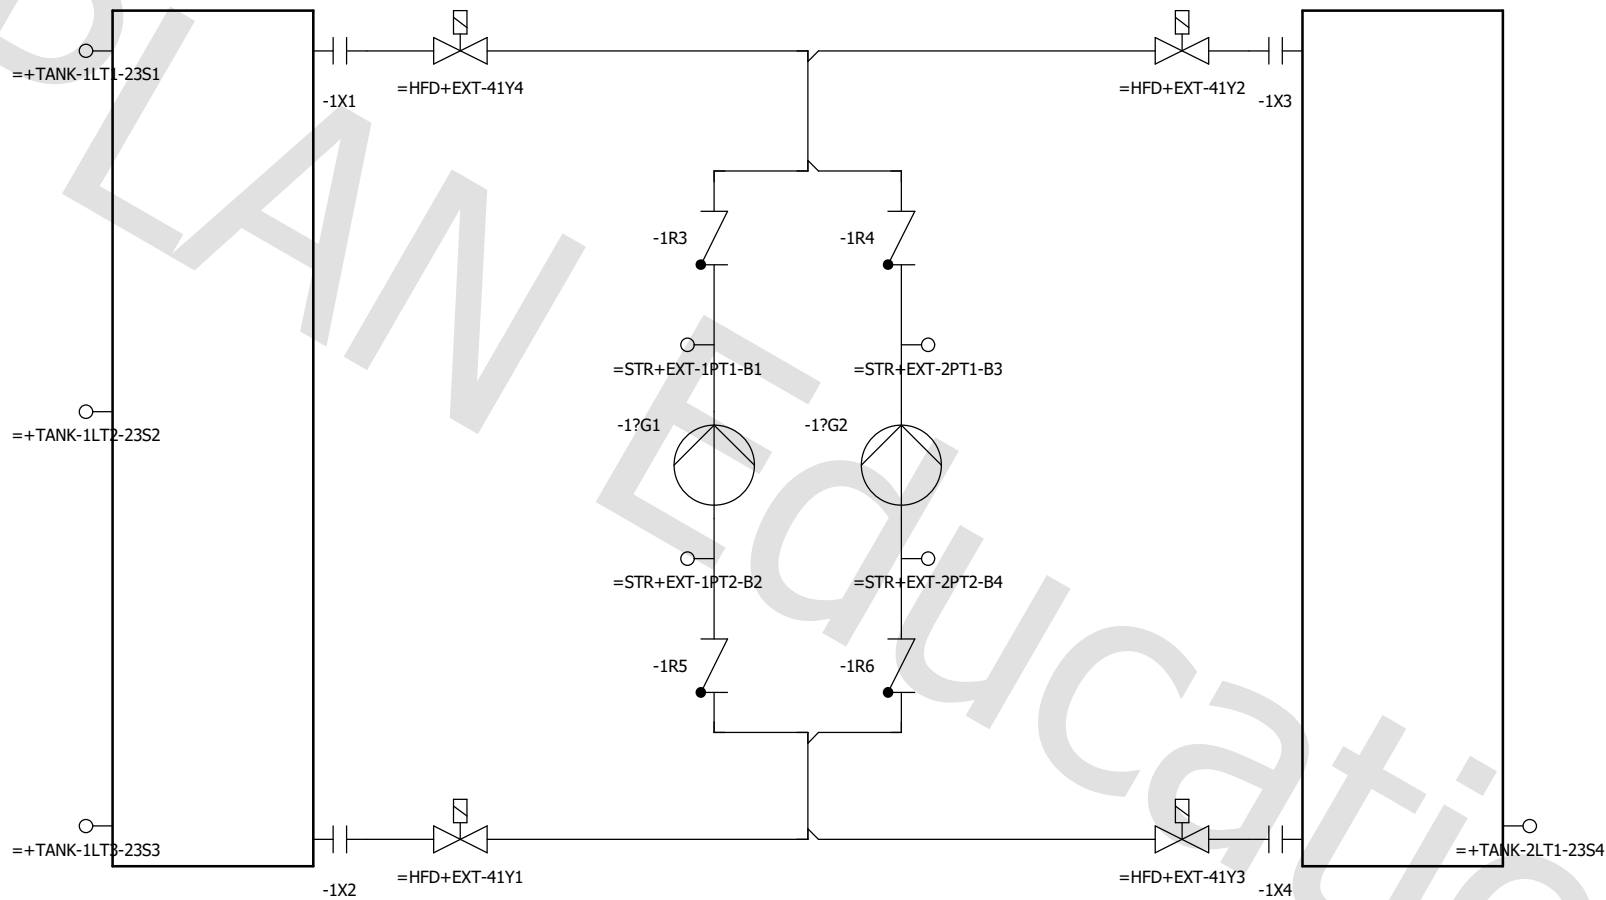 =+TANK-1LT1-23S1
-1X1
=HFD+EXT-41Y4
=HFD+EXT-41Y2
-1X3
-1R3
-1R4
=STR+EXT-1PT1-B1
=STR+EXT-2PT1-B3
-1?G1
-1?G2
=+TANK-1LT2-23S2
=STR+EXT-1PT2-B2
=STR+EXT-2PT2-B4
-1R5
-1R6
=+TANK-1LT3-23S3
=+TANK-2LT1-23S4
-1X2
=HFD+EXT-41Y1
=HFD+EXT-41Y3
-1X4
PLAN Educatio